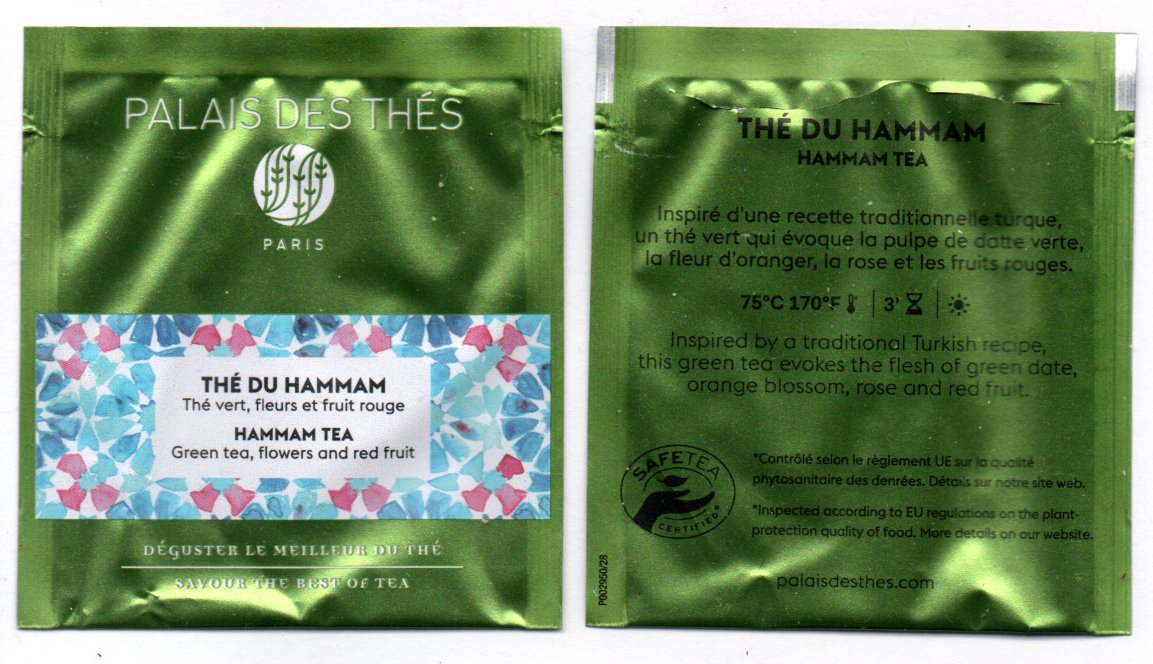 PALAIS DES THÉS
PARIS
THÉ DU HAMMAM
Thé vert, fleurs et fruit rouge
HAMMAM TEA
Green tea, flowers and red fruit
DÉGUSTER LE MEILLEUR DU THÉ
SAVOUR THE BEST OF TEA
THÉ DU HAMMAM
HAMMAM TEA
Inspiré d'une recette traditionnelle turque,
un thé vert qui évoque la pulpe de datte verte,
la fleur d'oranger, la rose et les fruits rouges.
75°C 170°F 3'
Inspired by a traditional Turkish recipe,
this green tea evokes the flesh of green date,
orange blossom, rose and red fruit.
SAFETEA
CERTIFIED*
*Contrôlé selon le règlement UE sur la qualité
phytosanitaire des denrées. Détails sur notre site web.
*Inspected according to EU regulations on the plant-
protection quality of food. More details on our website.
palaisdesthes.com
P002950/28